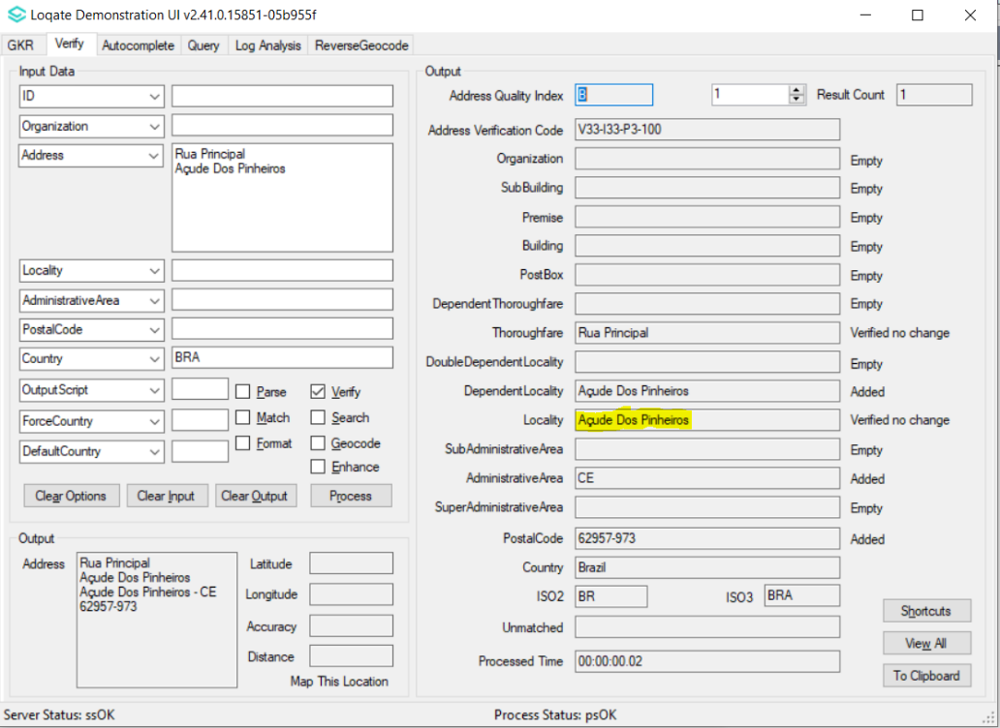 Loqate Demonstration UI v2.41.0.15851-05b955f
GKR Verify Autocomplete Query Log Analysis ReverseGeocode
Input Data
ID
Organization
Address
Rua Principal
Açude Dos Pinheiros
Locality
AdministrativeArea
PostalCode
Country BRA
OutputScript Parse Verify
ForceCountry Match Search
DefaultCountry Format Geocode
Enhance
Clear Options Clear Input Clear Output Process
Output
Address
Rua Principal
Açude Dos Pinheiros
Açude Dos Pinheiros - CE
62957-973
Latitude
Longitude
Accuracy
Distance
Map This Location
Output
Address Quality Index B 1 Result Count 1
Address Verification Code V33-I33-P3-100
Organization Empty
SubBuilding Empty
Premise Empty
Building Empty
PostBox Empty
DependentThoroughfare Empty
Thoroughfare Rua Principal Verified no change
DoubleDependentLocality Empty
DependentLocality Açude Dos Pinheiros Added
Locality Açude Dos Pinheiros Verified no change
SubAdministrativeArea Empty
AdministrativeArea CE Added
SuperAdministrativeArea Empty
PostalCode 62957-973 Added
Country Brazil
ISO2 BR ISO3 BRA
Unmatched
Processed Time 00:00:00.02
Shortcuts
View All
To Clipboard
Server Status: ssOK Process Status: psOK